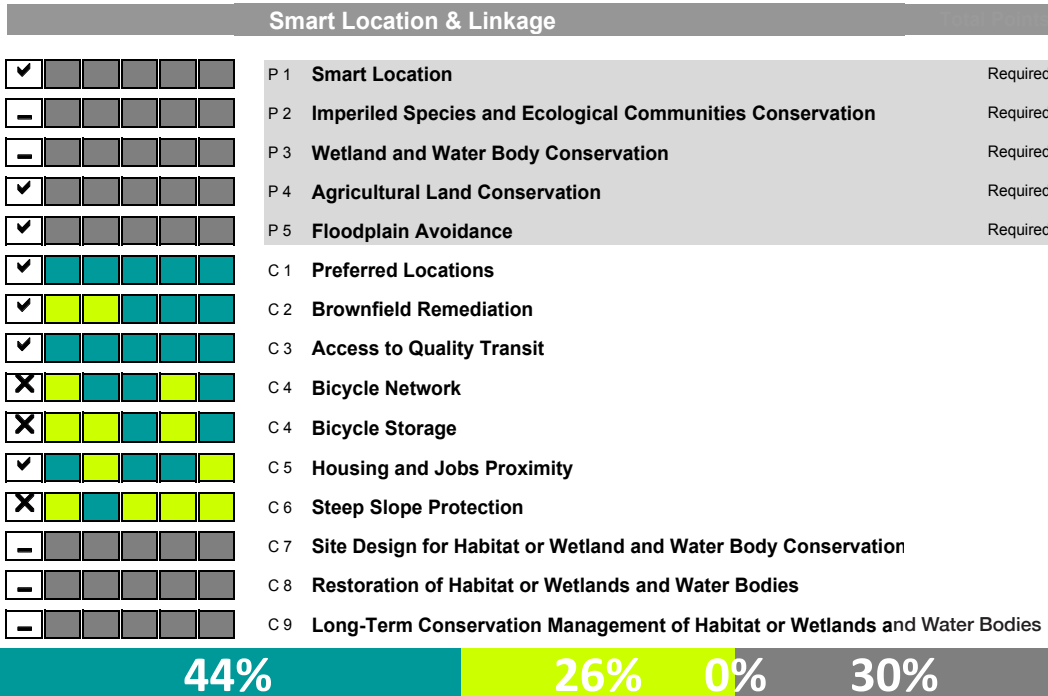 Smart Location & Linkage Total Points
P 1 Smart Location Required
P 2 Imperiled Species and Ecological Communities Conservation Required
P 3 Wetland and Water Body Conservation Required
P 4 Agricultural Land Conservation Required
P 5 Floodplain Avoidance Required
C 1 Preferred Locations
C 2 Brownfield Remediation
C 3 Access to Quality Transit
C 4 Bicycle Network
C 4 Bicycle Storage
C 5 Housing and Jobs Proximity
C 6 Steep Slope Protection
C 7 Site Design for Habitat or Wetland and Water Body Conservation
C 8 Restoration of Habitat or Wetlands and Water Bodies
C 9 Long-Term Conservation Management of Habitat or Wetlands and Water Bodies
44% 26% 0% 30%